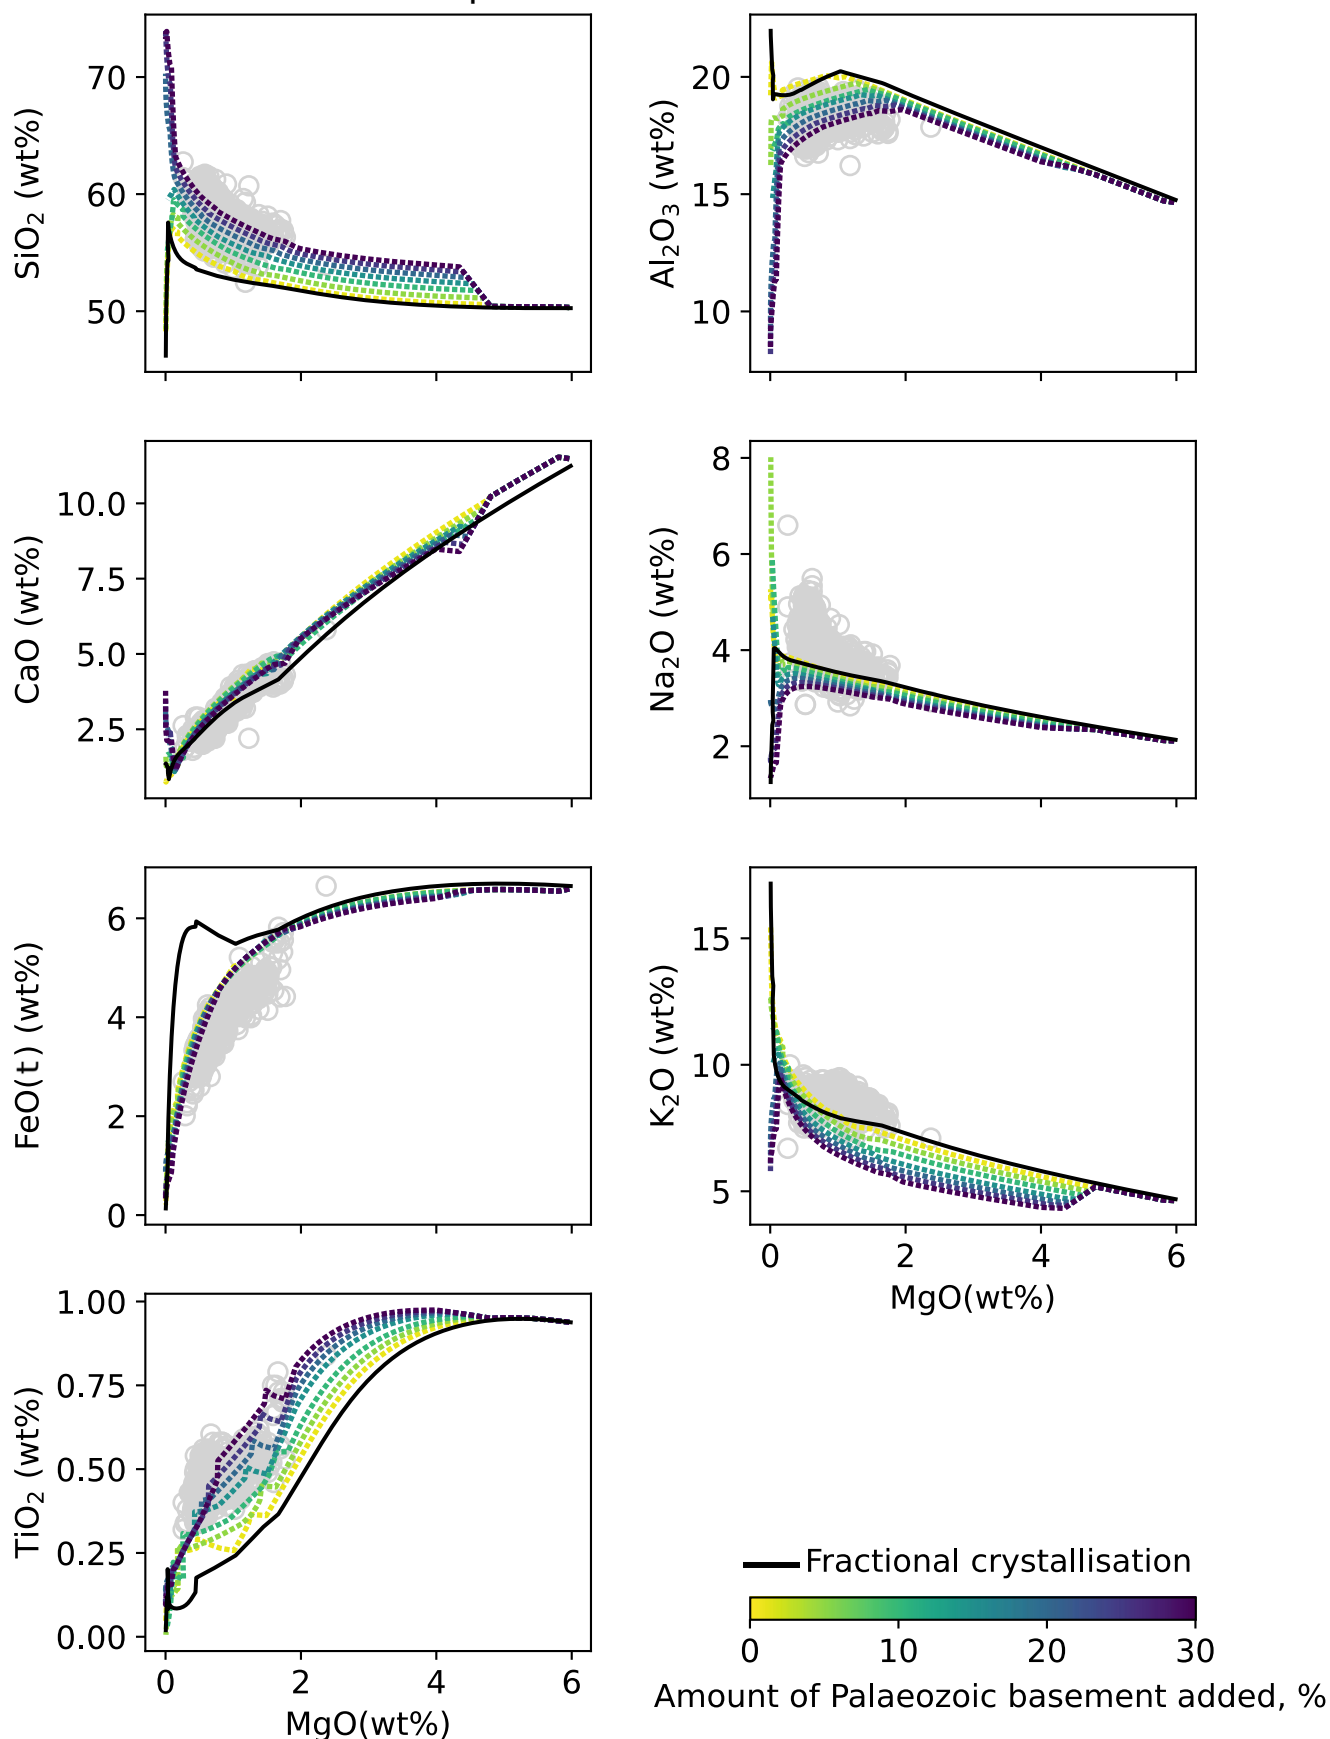 70
60
50
SiO₂ (wt%)
20
15
10
Al₂O₃ (wt%)
10.0
7.5
5.0
2.5
CaO (wt%)
8
6
4
2
Na₂O (wt%)
6
4
2
0
FeO(t) (wt%)
15
10
5
K₂O (wt%)
0 2 4 6
MgO(wt%)
1.00
0.75
0.50
0.25
0.00
TiO₂ (wt%)
0 2 4 6
MgO(wt%)
Fractional crystallisation
0 10 20 30
Amount of Palaeozoic basement added, %